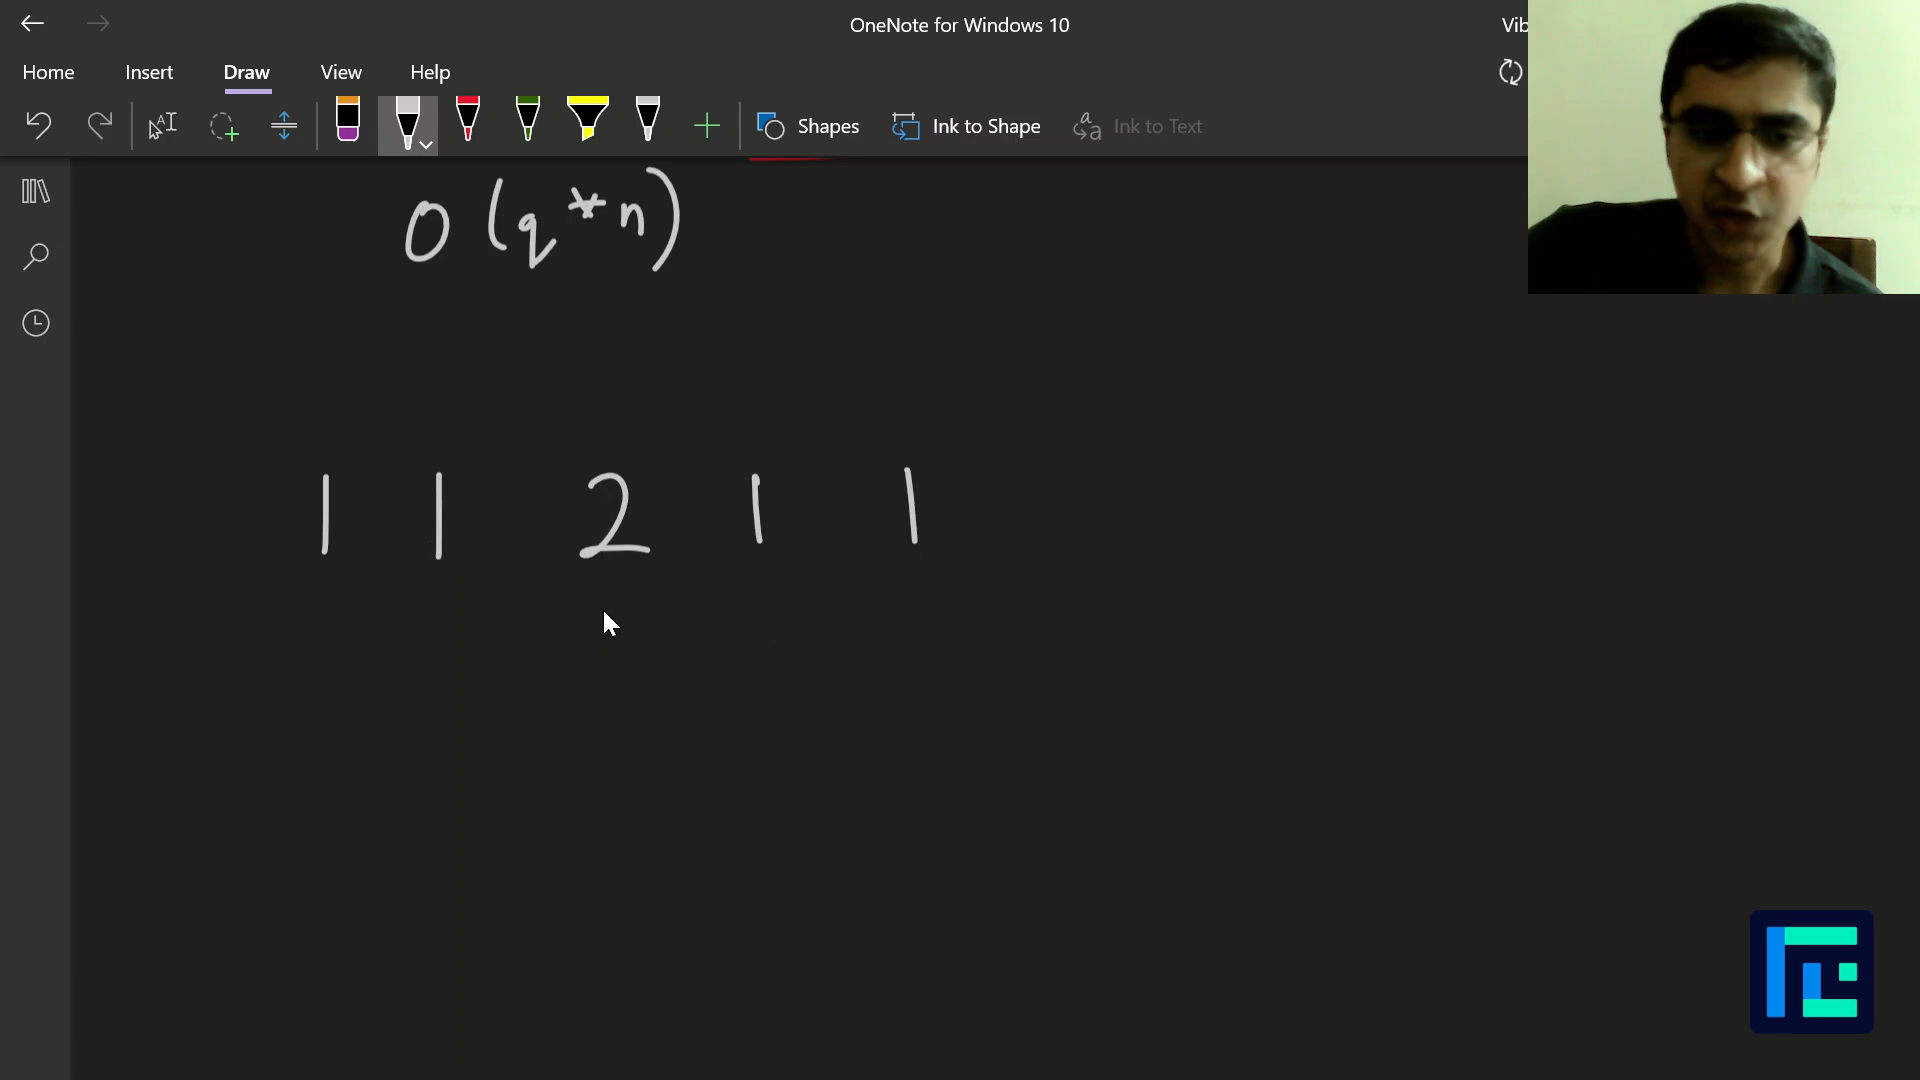 OneNote for Windows 10
Vib
Home Insert Draw View Help
Shapes Ink to Shape Ink to Text
O(q*n)
1 1 2 1 1